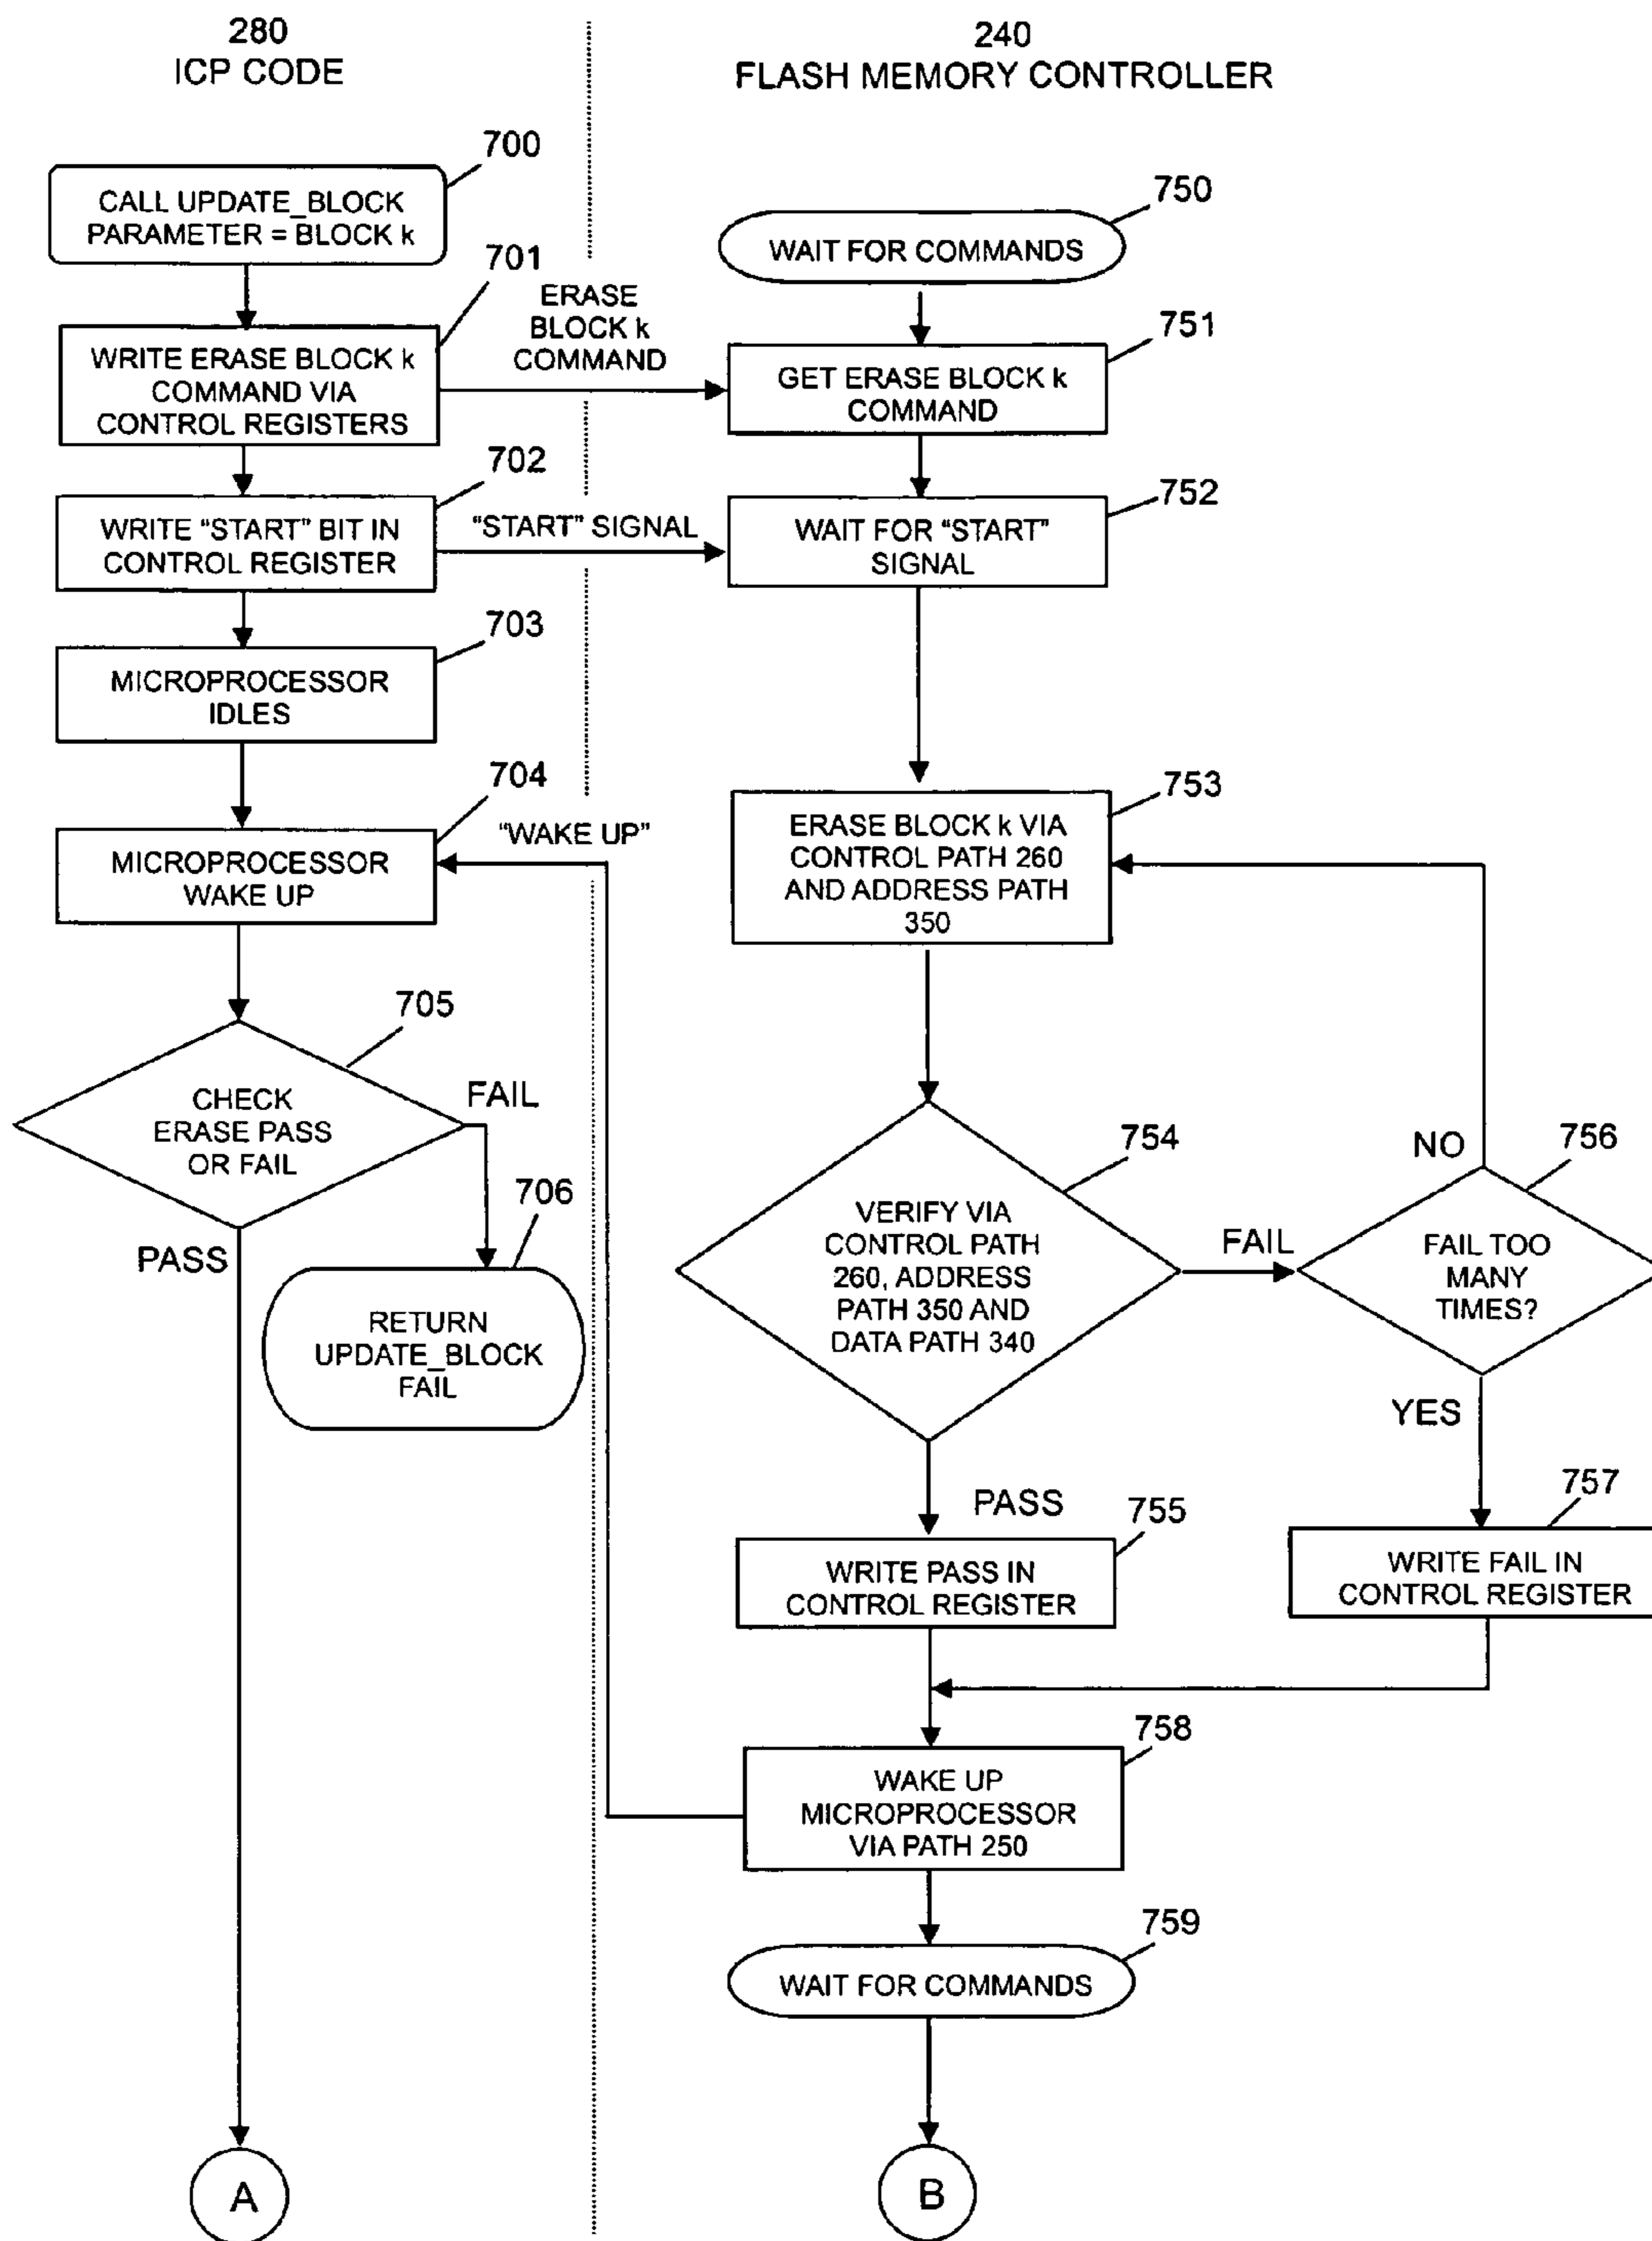 280
ICP CODE
240
FLASH MEMORY CONTROLLER
700
CALL UPDATE_BLOCK
PARAMETER = BLOCK k
701
WRITE ERASE BLOCK k
COMMAND VIA
CONTROL REGISTERS
ERASE
BLOCK k
COMMAND
702
WRITE “START” BIT IN
CONTROL REGISTER
“START” SIGNAL
703
MICROPROCESSOR
IDLES
704
MICROPROCESSOR
WAKE UP
“WAKE UP”
705
CHECK
ERASE PASS
OR FAIL
FAIL
PASS
706
RETURN
UPDATE_BLOCK
FAIL
A
750
WAIT FOR COMMANDS
751
GET ERASE BLOCK k
COMMAND
752
WAIT FOR “START”
SIGNAL
753
ERASE BLOCK k VIA
CONTROL PATH 260
AND ADDRESS PATH
350
754
VERIFY VIA
CONTROL PATH
260, ADDRESS
PATH 350 AND
DATA PATH 340
FAIL
PASS
756
NO
FAIL TOO
MANY
TIMES?
YES
755
WRITE PASS IN
CONTROL REGISTER
757
WRITE FAIL IN
CONTROL REGISTER
758
WAKE UP
MICROPROCESSOR
VIA PATH 250
759
WAIT FOR COMMANDS
B